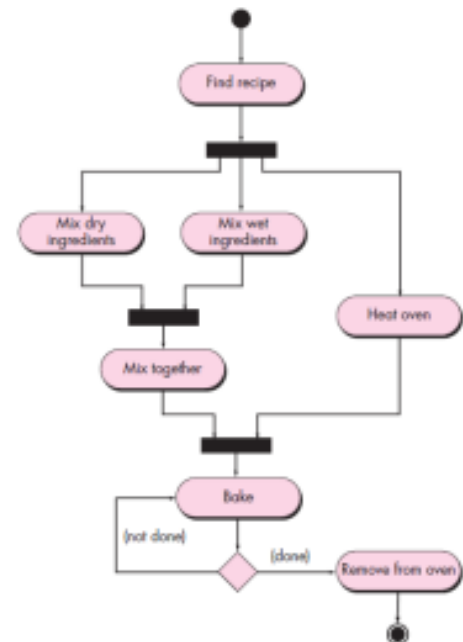 Find recipe
Mix dry
ingredients
Mix wet
ingredients
Heat oven
Mix together
Bake
(not done)
(done)
Remove from oven